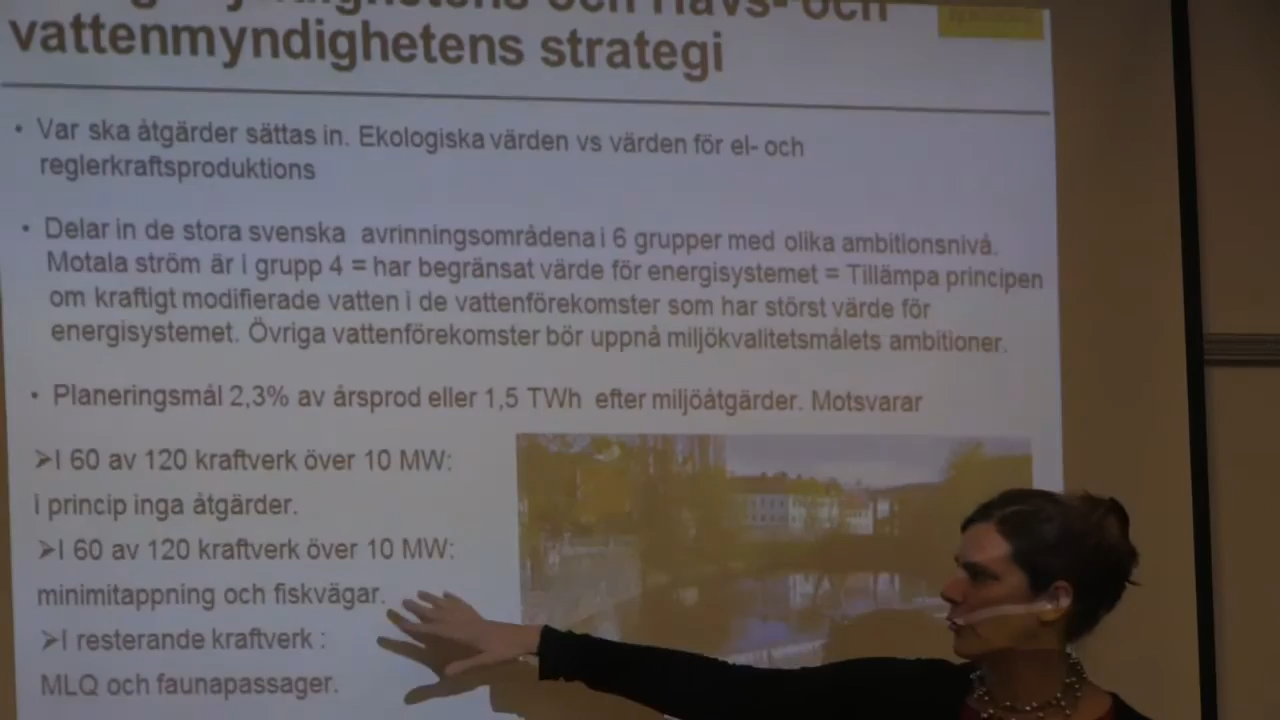 och Havs- och
vattenmyndighetens strategi
• Var ska åtgärder sättas in. Ekologiska värden vs värden för el- och
reglerkraftsproduktions
• Delar in de stora svenska avrinningsområdena i 6 grupper med olika ambitionsnivå.
Motala ström är i grupp 4 = har begränsat värde för energisystemet = Tillämpa principen
om kraftigt modifierade vatten i de vattenförekomster som har störst värde för
energisystemet. Övriga vattenförekomster bör uppnå miljökvalitetsmålets ambitioner.
• Planeringsmål 2,3% av årsprod eller 1,5 TWh efter miljöåtgärder. Motsvarar
➢I 60 av 120 kraftverk över 10 MW:
i princip inga åtgärder.
➢I 60 av 120 kraftverk över 10 MW:
minimitappning och fiskvägar.
➢I resterande kraftverk :
MLQ och faunapassager.